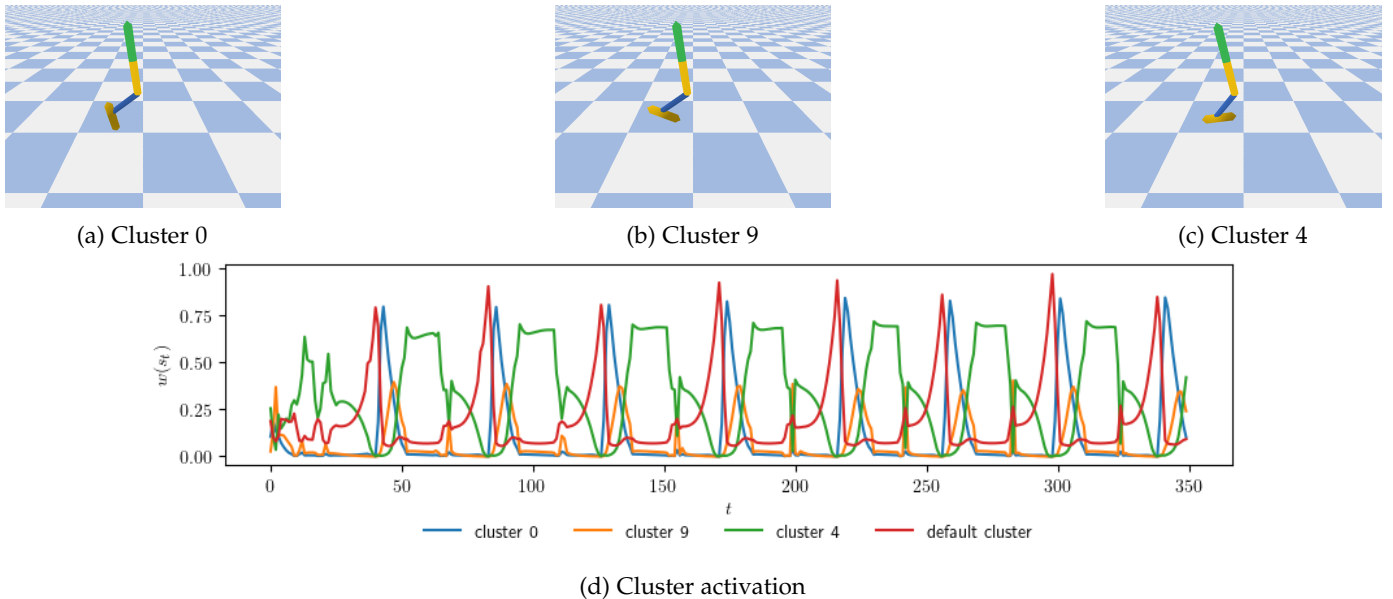 (a) Cluster 0
(b) Cluster 9
(c) Cluster 4
1.00
0.75
0.50
0.25
0.00
w(s_t)
0 50 100 150 200 250 300 350
t
cluster 0 cluster 9 cluster 4 default cluster
(d) Cluster activation